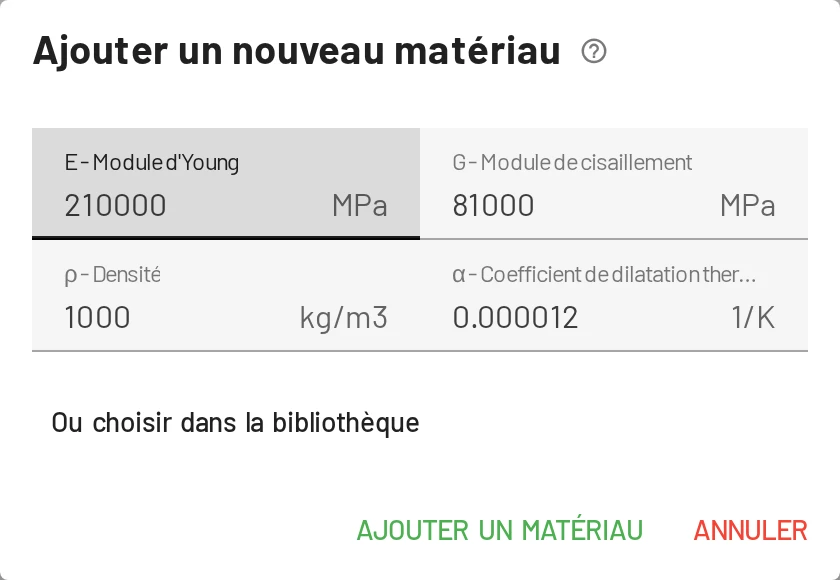 Ajouter un nouveau matériau
E - Module d'Young
G - Module de cisaillement
210000 MPa
81000 MPa
ρ - Densité
α - Coefficient de dilatation ther...
1000 kg/m3
0.000012 1/K
Ou choisir dans la bibliothèque
AJOUTER UN MATÉRIAU ANNULER